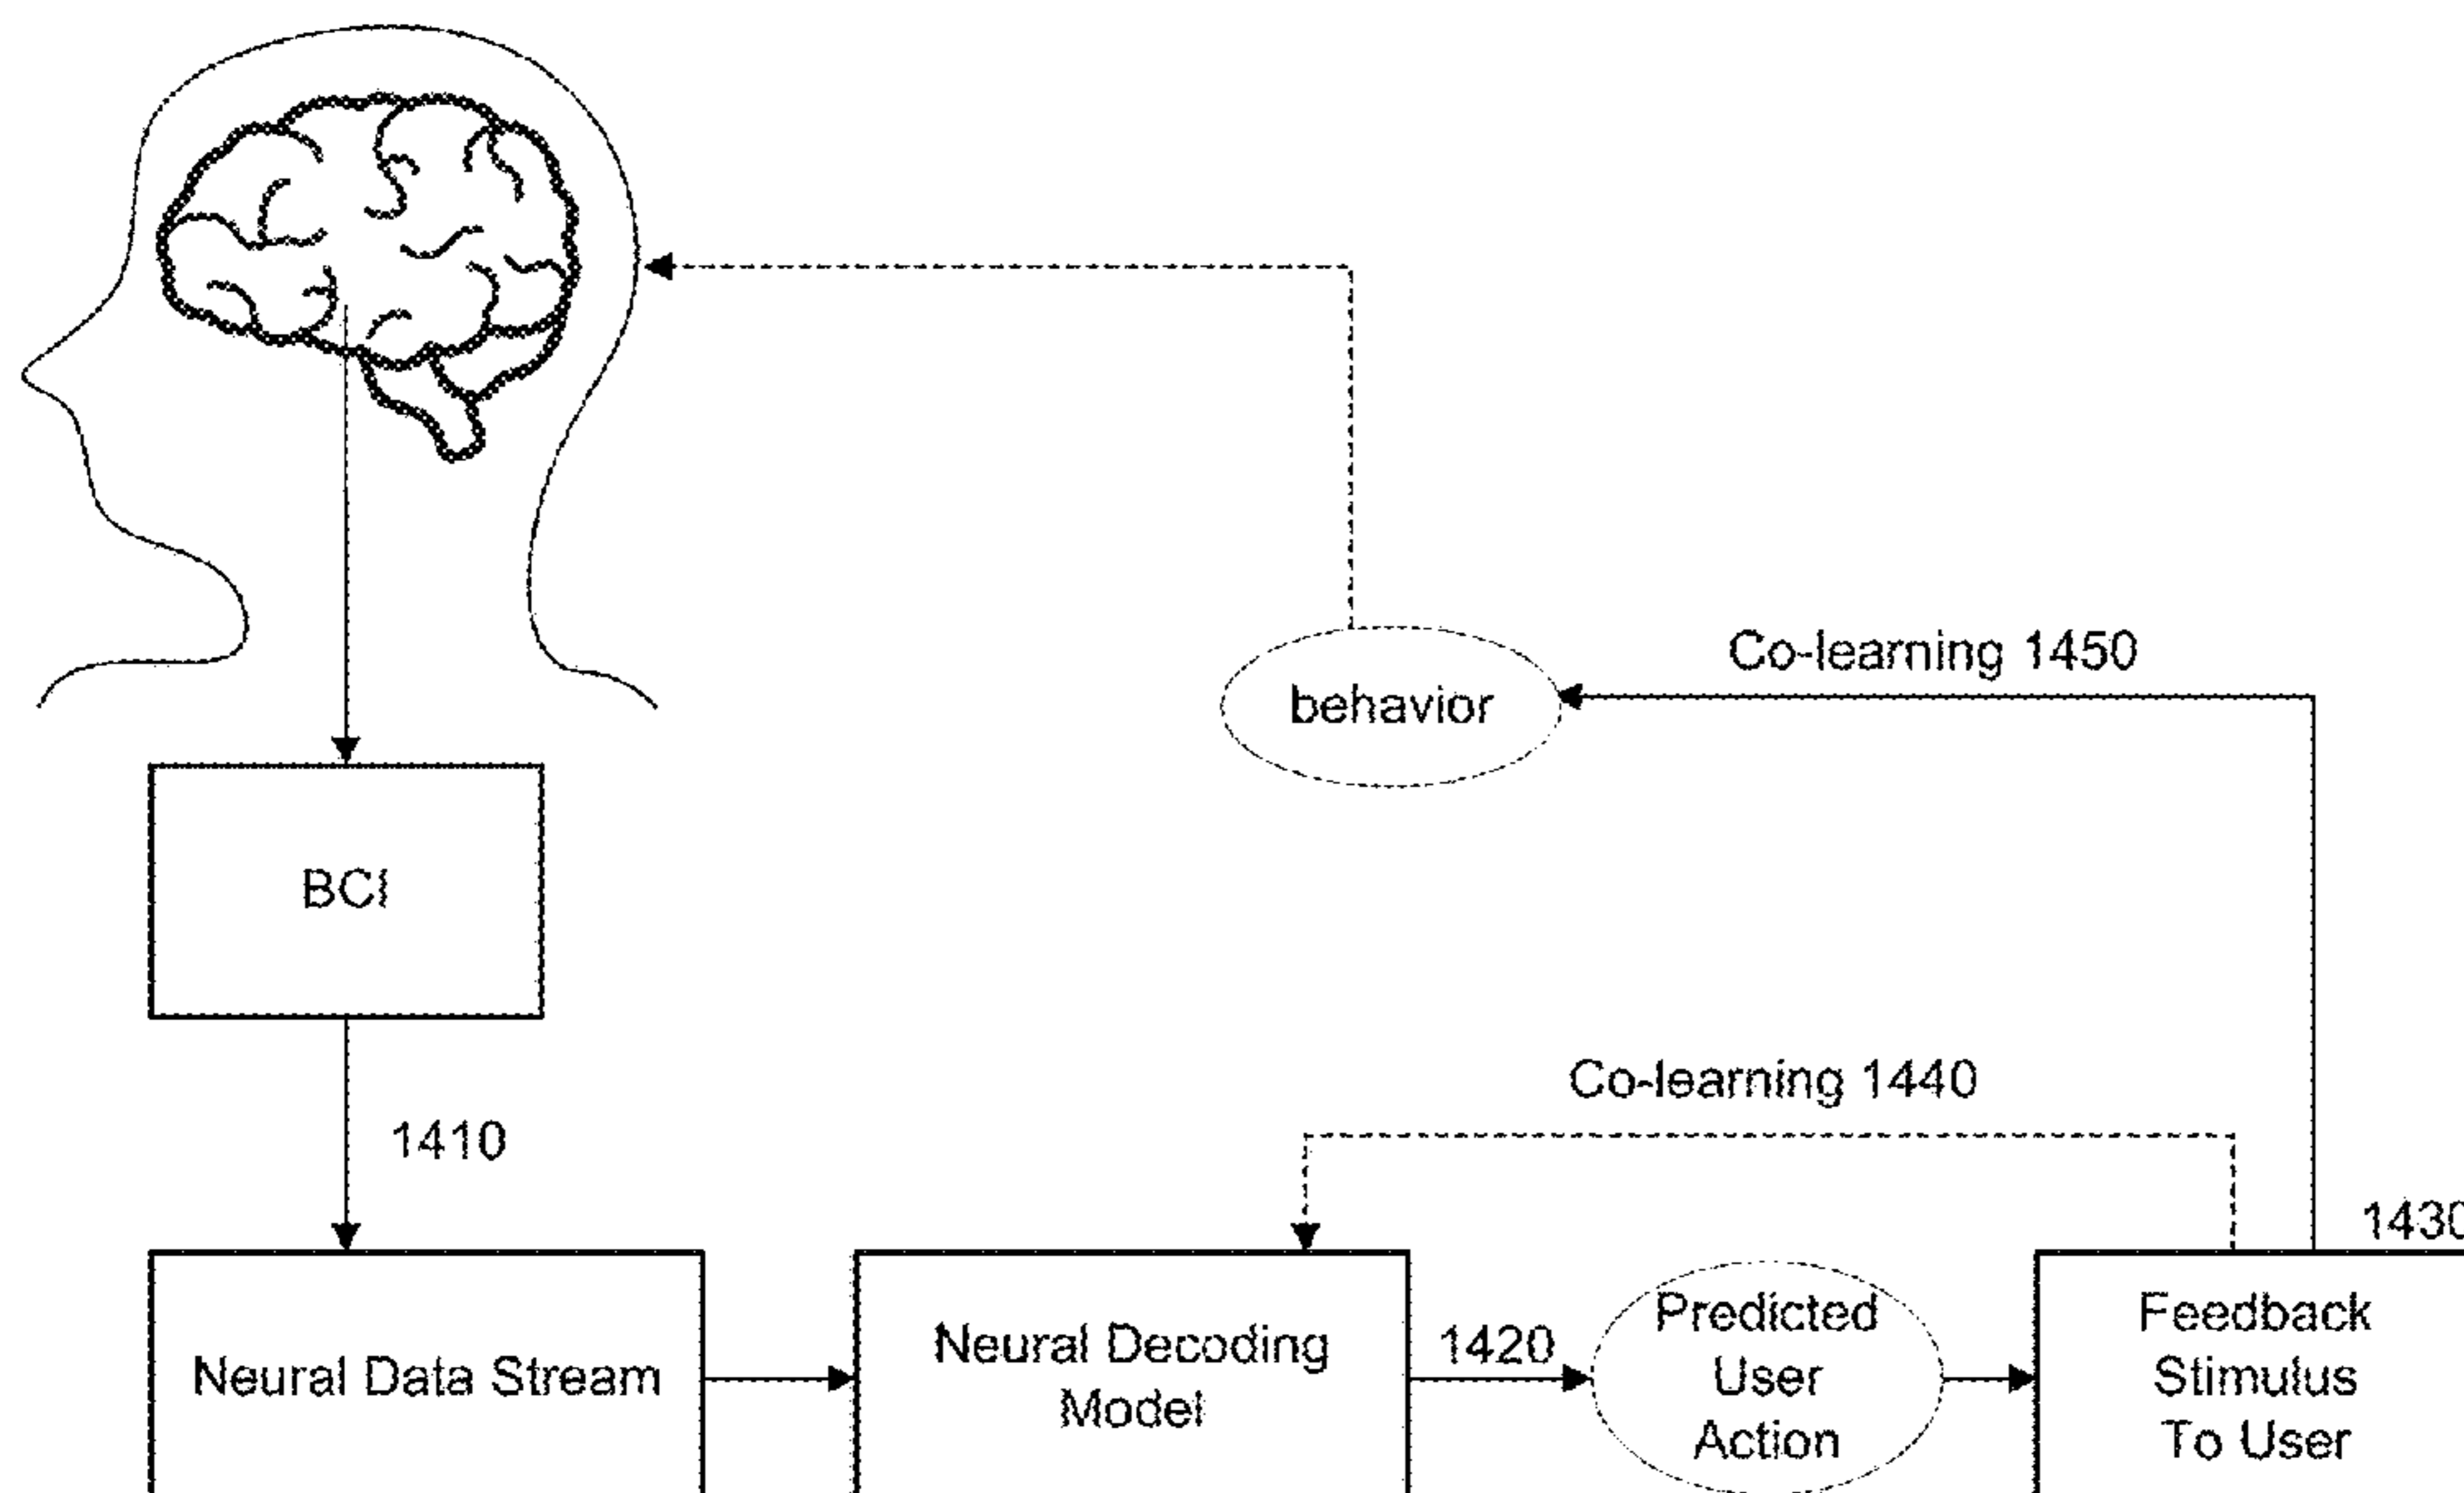 Co-learning 1450
behavior
BCI
Co-learning 1440
1410
1430
Neural Data Stream
Neural Decoding
Model
1420
Predicted
User
Action
Feedback
Stimulus
To User